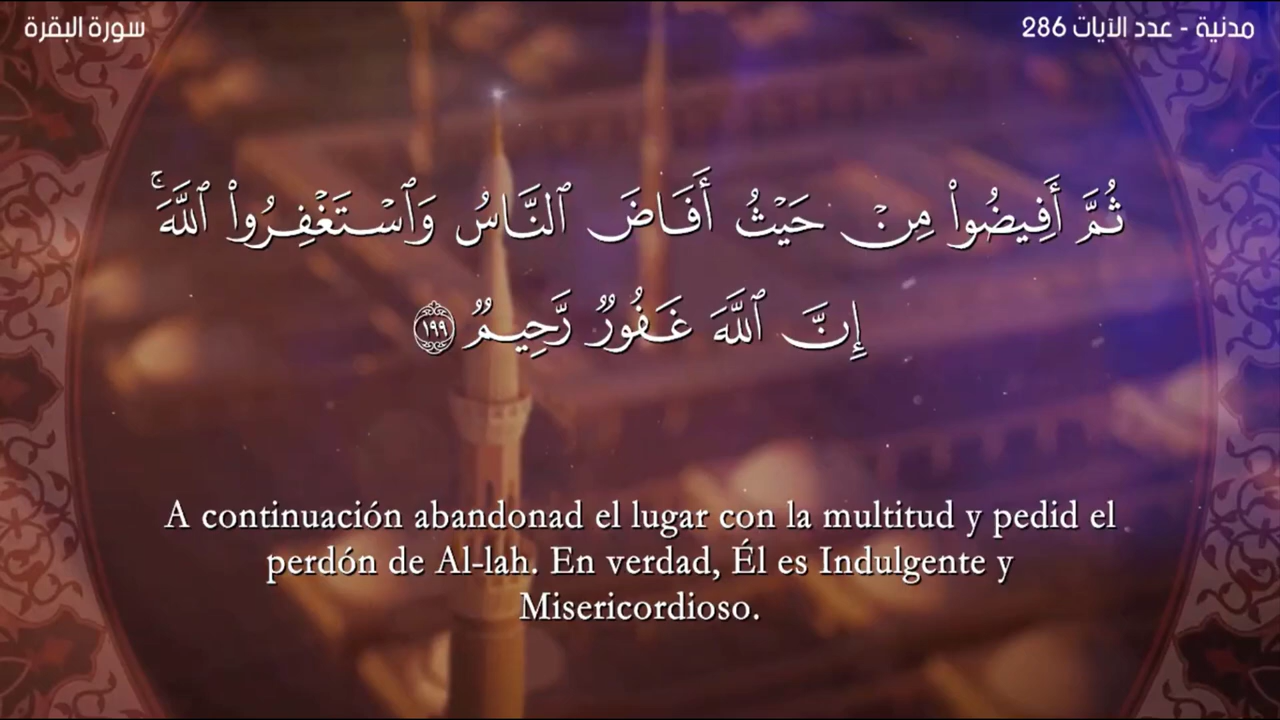 سورة البقرة
مدنية - عدد الآيات 286
ثُمَّ أَفِيضُوا۟ مِنْ حَيْثُ أَفَاضَ ٱلنَّاسُ وَٱسْتَغْفِرُوا۟ ٱللَّهَ ۚ
إِنَّ ٱللَّهَ غَفُورٌ رَّحِيمٌ ١٩٩
A continuación abandonad el lugar con la multitud y pedid el
perdón de Al-lah. En verdad, Él es Indulgente y
Misericordioso.